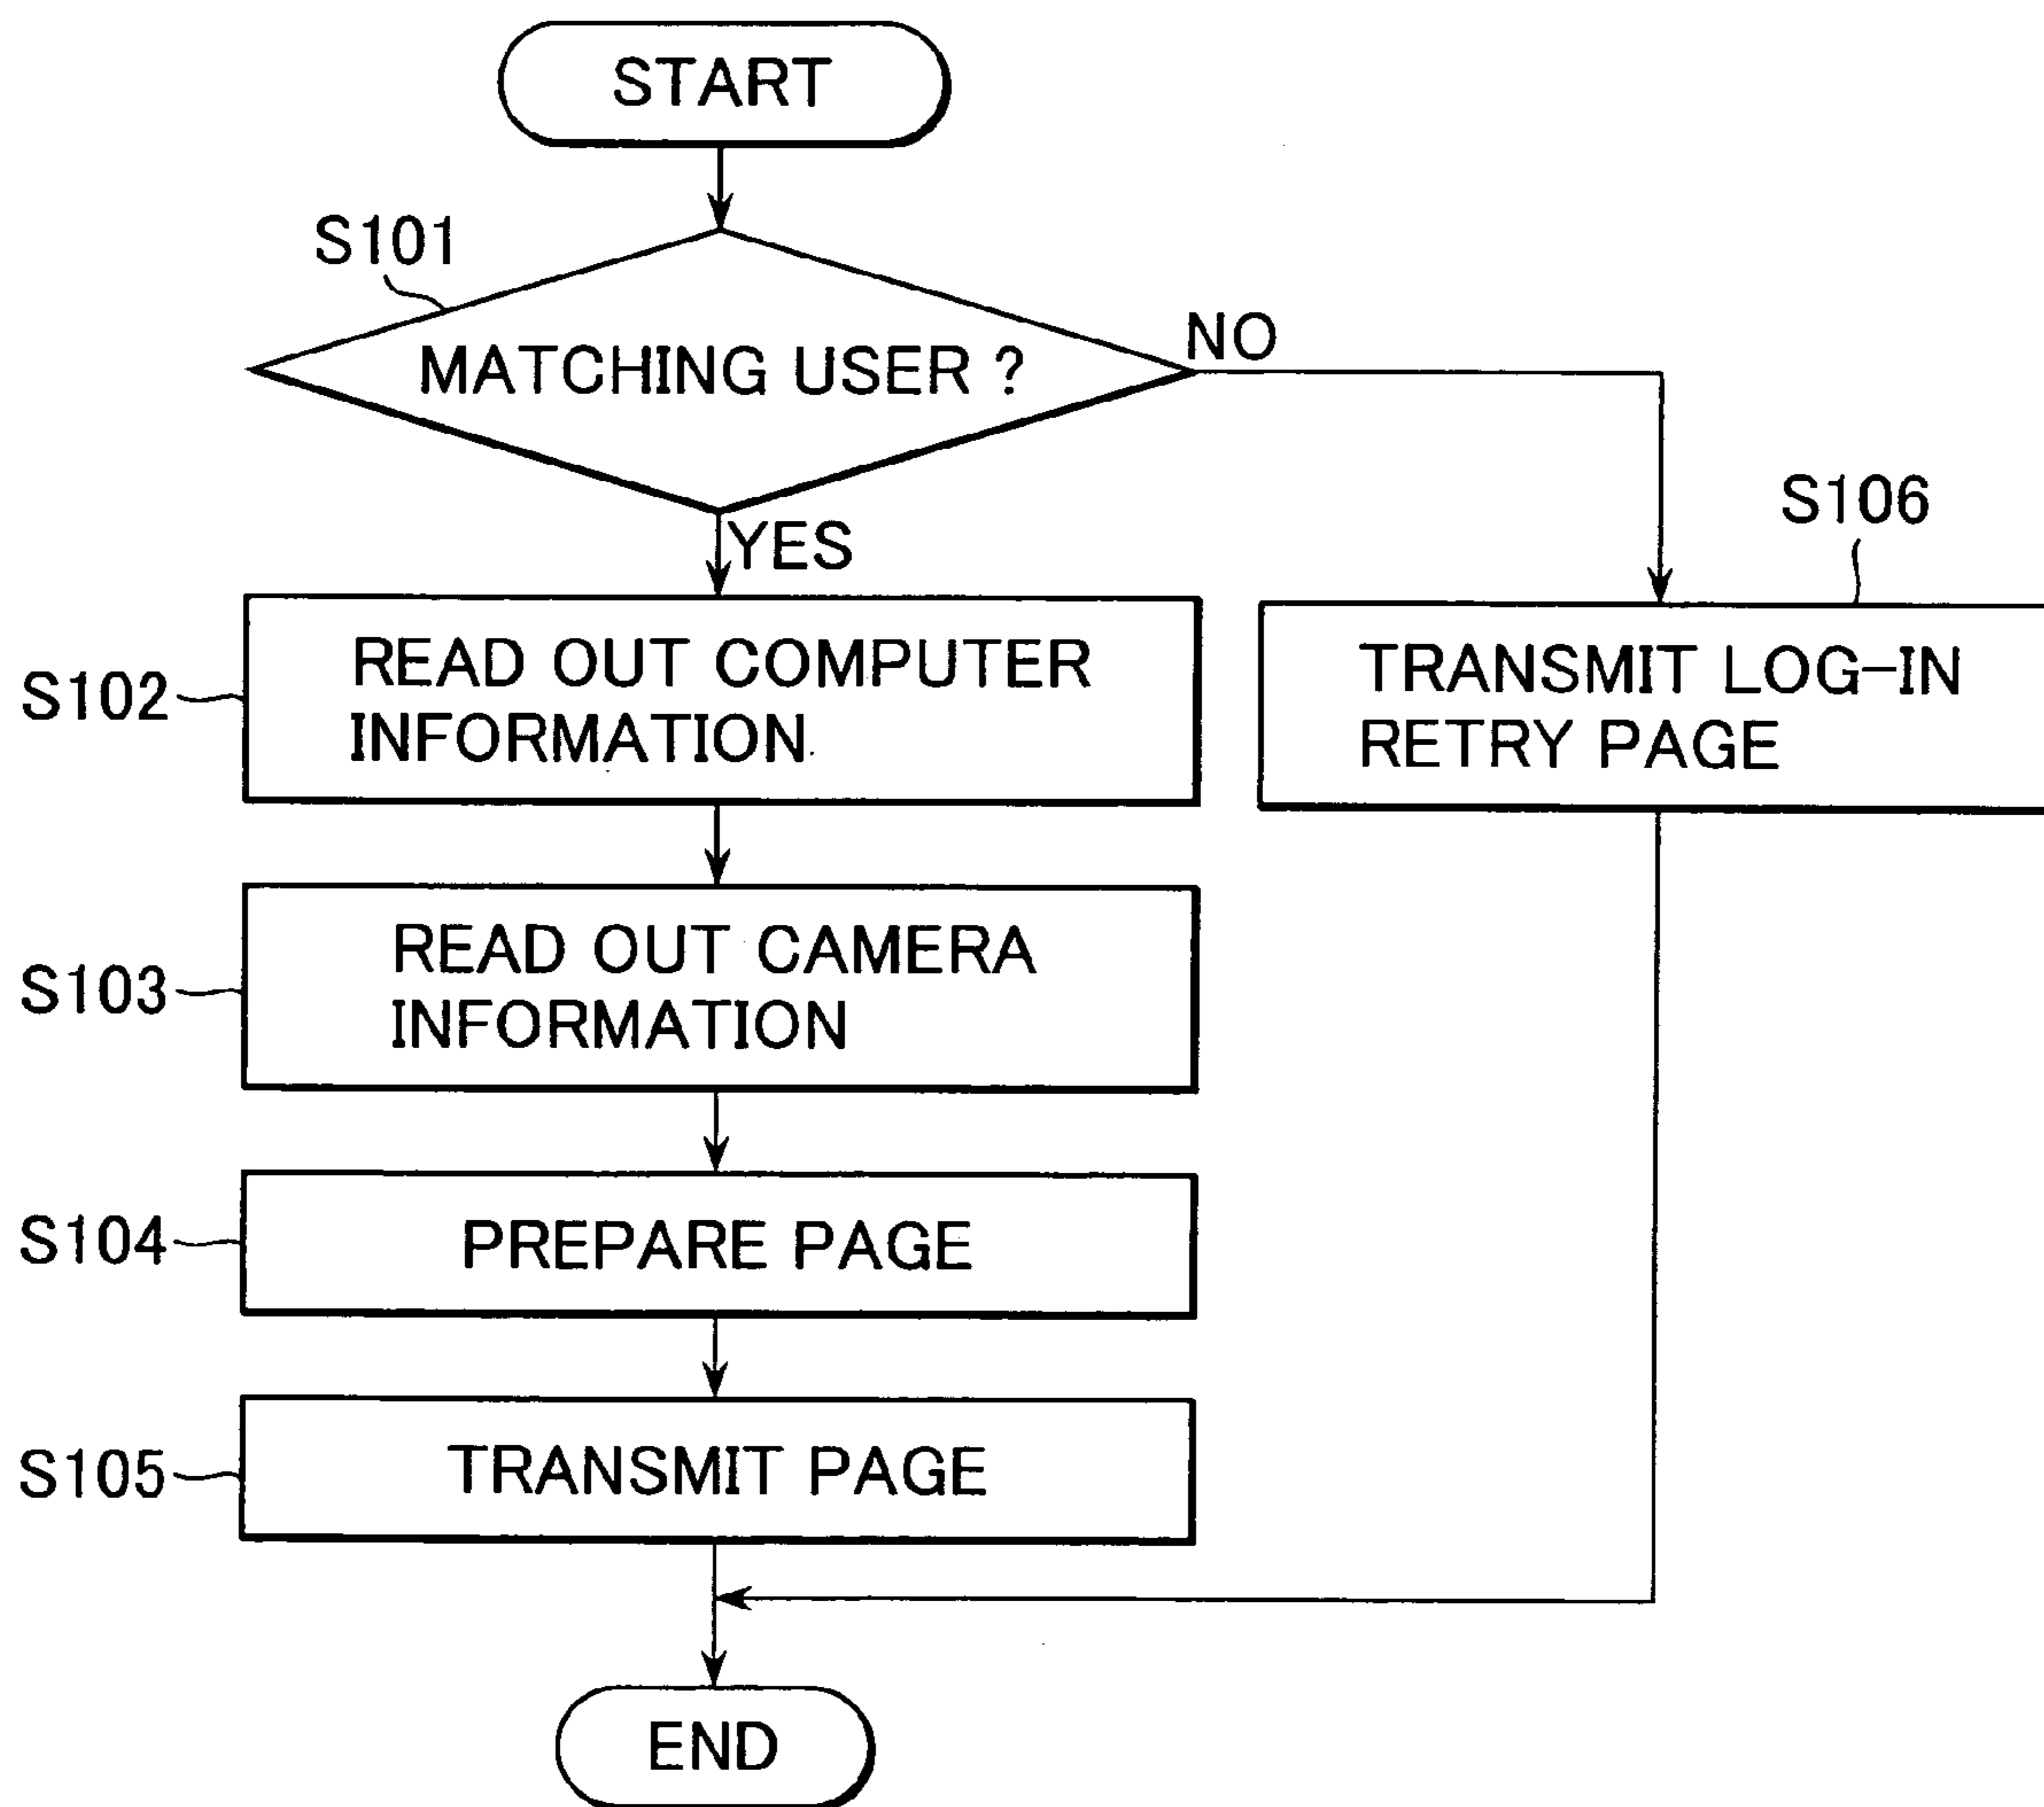 START
S101
MATCHING USER ?
NO
YES
S106
S102
READ OUT COMPUTER
INFORMATION
TRANSMIT LOG-IN
RETRY PAGE
S103
READ OUT CAMERA
INFORMATION
S104
PREPARE PAGE
S105
TRANSMIT PAGE
END